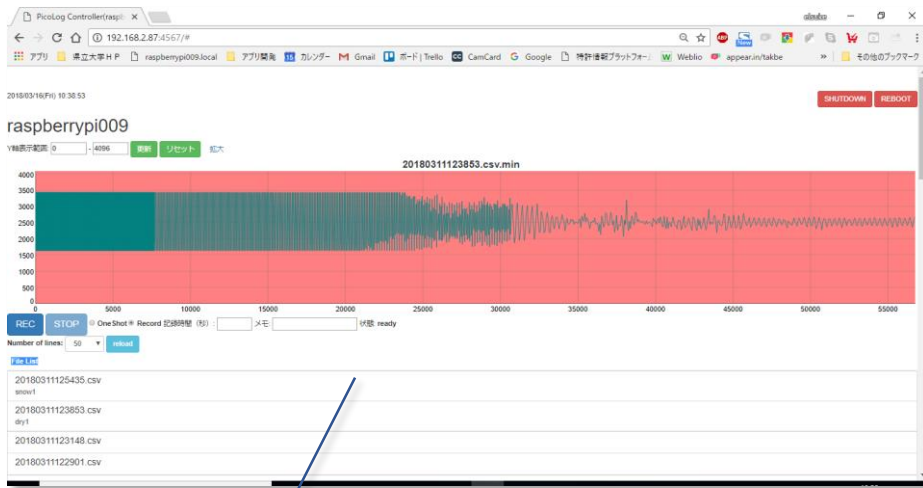 PicoLog Controller(raspb
192.168.2.87:4567/#
アプリ 県立大学HP raspberrypi009.local アプリ開発 カレンダー Gmail ボード | Trello CamCard Google 特許情報プラットフォー Weblio appear.in/takbe » その他のブックマーク
2018/03/16(Fri) 10:38:53
SHUTDOWN REBOOT
raspberrypi009
Y軸表示範囲 0 - 4096 更新 リセット 拡大
20180311123853.csv.min
4000
3500
3000
2500
2000
1500
1000
500
0
0 5000 10000 15000 20000 25000 30000 35000 40000 45000 50000 55000
REC STOP OneShot Record 記録時間（秒）: メモ: 状態: ready
Number of lines: 50 reload
File List
20180311125435.csv
snow1
20180311123853.csv
dry1
20180311123148.csv
20180311122901.csv